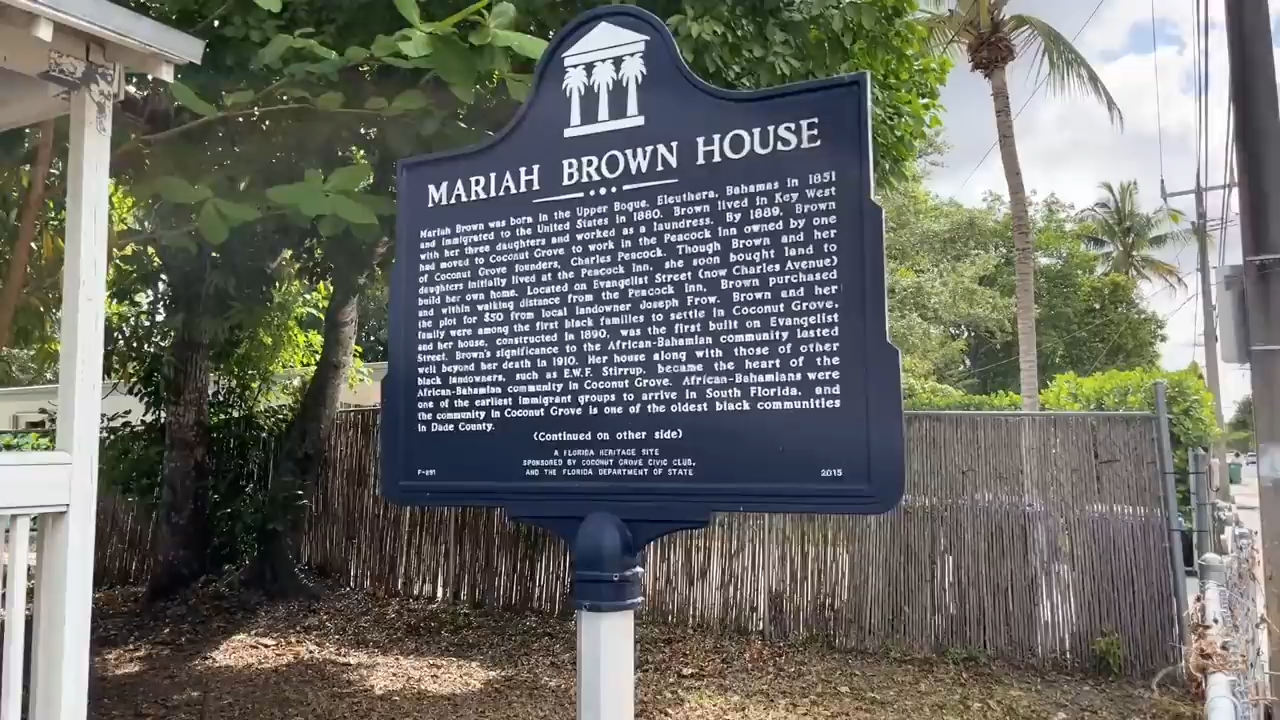 MARIAH BROWN HOUSE
Mariah Brown was born in the Upper Bogue, Eleuthera, Bahamas in 1851
and immigrated to the United States in 1880. Brown lived in Key West
with her three daughters and worked as a laundress. By 1889, Brown
had moved to Coconut Grove to work in the Peacock Inn owned by one
of Coconut Grove founders, Charles Peacock. Though Brown and her
daughters initially lived at the Peacock Inn, she soon bought land to
build her own home. Located on Evangelist Street (now Charles Avenue)
and within walking distance from the Peacock Inn, Brown purchased
the plot for $50 from local landowner Joseph Frow. Brown and her
family were among the first black families to settle in Coconut Grove,
and her house, constructed in 1890, was the first built on Evangelist
Street. Brown's significance to the African-Bahamian community lasted
well beyond her death in 1910. Her house along with those of other
black landowners, such as E.W.F. Stirrup, became the heart of the
African-Bahamian community in Coconut Grove. African-Bahamians were
one of the earliest immigrant groups to arrive in South Florida, and
the community in Coconut Grove is one of the oldest black communities
in Dade County.
(Continued on other side)
A FLORIDA HERITAGE SITE
SPONSORED BY COCONUT GROVE CIVIC CLUB,
AND THE FLORIDA DEPARTMENT OF STATE
F-891 2015